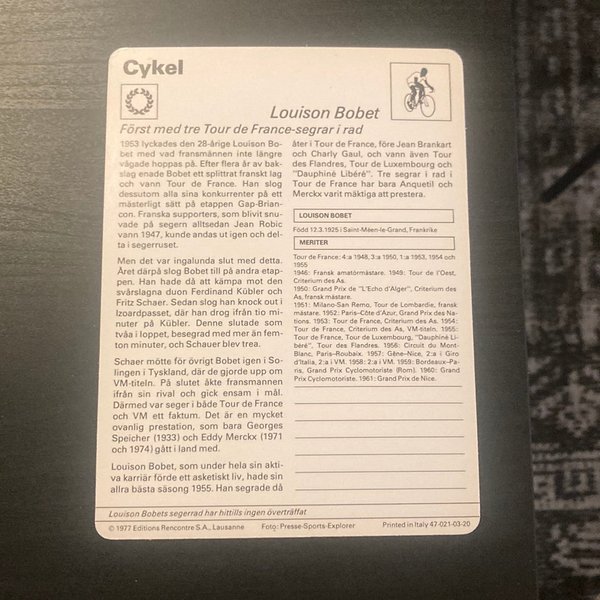 Cykel
Louison Bobet
Först med tre Tour de France-segrar i rad
1953 lyckades den 28-årige Louison Bo-
bet med vad fransmännen inte längre
vågade hoppas på. Efter flera år av bak-
slag enade Bobet ett splittrat franskt lag
och vann Tour de France. Han slog
dessutom alla sina konkurrenter på ett
mästerligt sätt på etappen Gap-Brian-
con. Franska supporters, som blivit snu-
vade på segern alltsedan Jean Robic
vann 1947, kunde andas ut igen och del-
ta i segerruset.
Men det var ingalunda slut med detta.
Året därpå slog Bobet till på andra etap-
pen. Han hade då att kämpa mot den
svårslagna duon Ferdinand Kübler och
Fritz Schaer. Sedan slog han knock out i
Izoardpasset, där han drog ifrån tio mi-
nuter på Kübler. Denne slutade som
tvåa i loppet, besegrad med mer än fem-
ton minuter, och Schauer blev trea.
Schaer mötte för övrigt Bobet igen i So-
lingen i Tyskland, där de gjorde upp om
VM-titeln. På slutet åkte fransmannen
ifrån sin rival och gick ensam i mål.
Därmed var seger i både Tour de France
och VM ett faktum. Det är en mycket
ovanlig prestation, som bara Georges
Speicher (1933) och Eddy Merckx (1971
och 1974) gått i land med.
Louison Bobet, som under hela sin akti-
va karriär förde ett asketiskt liv, hade sin
allra bästa säsong 1955. Han segrade då
åter i Tour de France, före Jean Brankart
och Charly Gaul, och vann även Tour
des Flandres, Tour de Luxembourg och
"Dauphiné Libéré". Tre segrar i rad i
Tour de France har bara Anquetil och
Merckx varit mäktiga att prestera.
LOUISON BOBET
Född 12.3.1925 i Saint-Méen-le-Grand, Frankrike
MERITER
Tour de France: 4:a 1948, 3:a 1950, 1:a 1953, 1954 och
1955
1946: Fransk amatörmästare. 1949: Tour de l'Ouest,
Criterium des As.
1950: Grand Prix de "L'Echo d'Alger", Criterium des
As, fransk mästare.
1951: Milano-San Remo, Tour de Lombardie, fransk
mästare. 1952: Paris–Côte d'Azur, Grand Prix des Na-
tions. 1953: Tour de France, Criterium des As. 1954:
Tour de France, Criterium des As, VM-titeln. 1955:
Tour de France, Tour de Luxemburg, "Dauphiné Li-
béré", Tour des Flandres. 1956: Circuit du Mont-
Blanc, Paris–Roubaix. 1957: Gêne–Nice, 2:a i Giro
d'Italia, 2:a i VM. 1958: 2:a i VM. 1959: Bordeaux–Pa-
ris, Grand Prix Cyclomotoriste (Rom). 1960: Grand
Prix Cyclomotoriste. 1961: Grand Prix de Nice.
Louison Bobets segerrad har hittills ingen överträffat
© 1977 Editions Rencontre S.A., Lausanne Foto: Presse-Sports-Explorer Printed in Italy 47-021-03-20